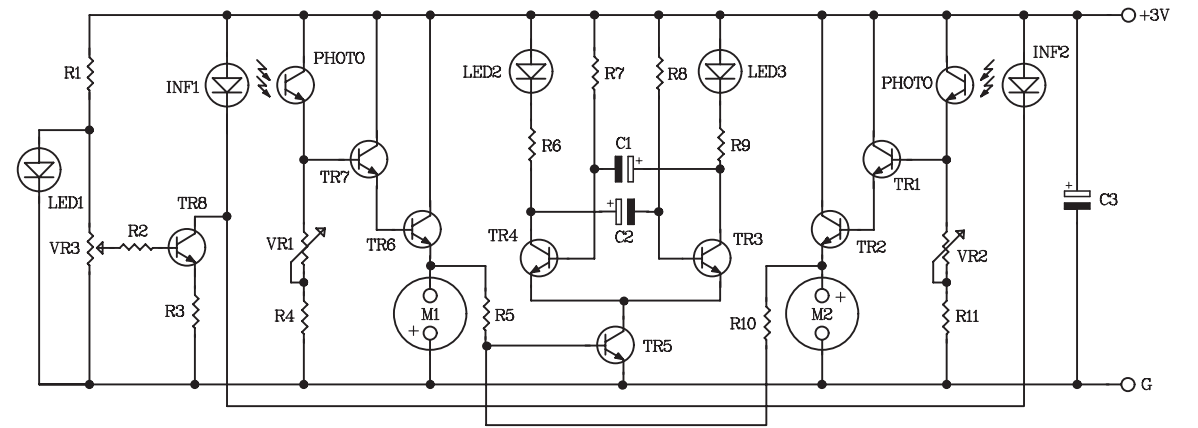 +3V
R1
INF1
PHOTO
LED2
R7
R8
LED3
PHOTO
INF2
LED1
TR7
R6
C1
+
R9
TR1
+
C3
VR3
R2
TR8
VR1
TR6
TR4
+
C2
TR3
TR2
VR2
R3
R4
M1
+
R5
TR5
R10
M2
+
R11
G